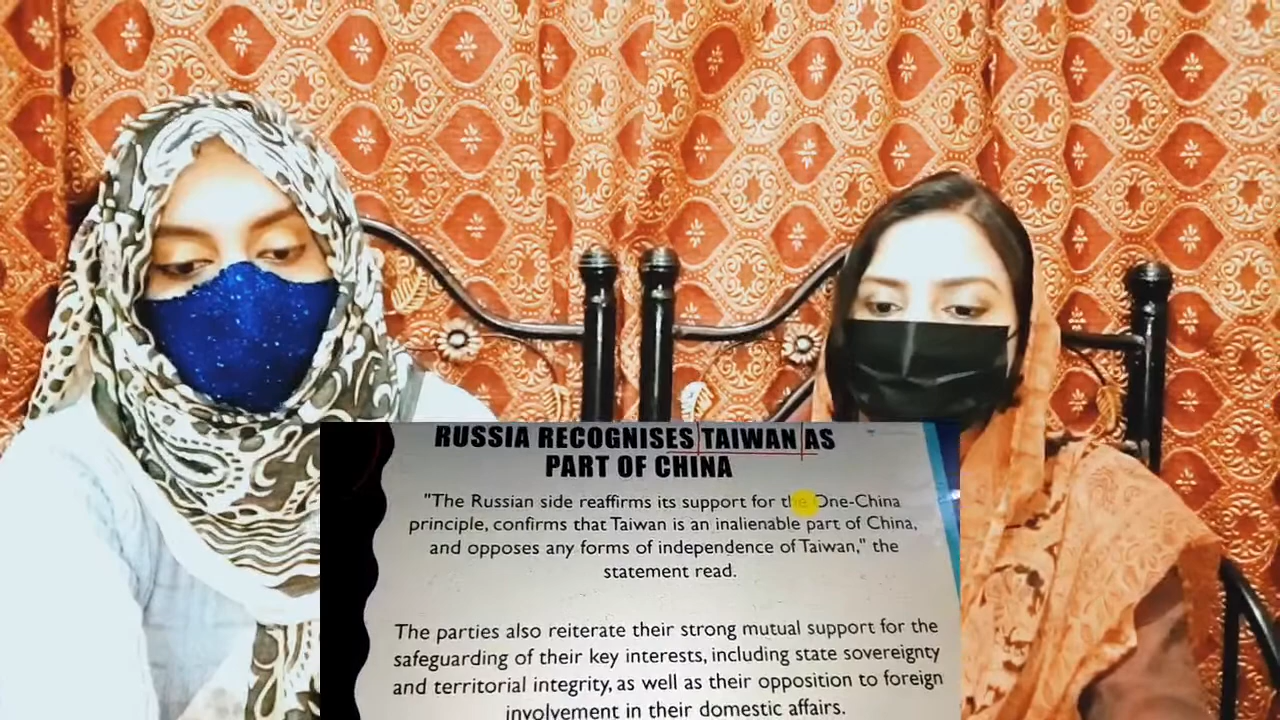 RUSSIA RECOGNISES TAIWAN AS
PART OF CHINA
"The Russian side reaffirms its support for the One-China
principle, confirms that Taiwan is an inalienable part of China,
and opposes any forms of independence of Taiwan," the
statement read.
The parties also reiterate their strong mutual support for the
safeguarding of their key interests, including state sovereignty
and territorial integrity, as well as their opposition to foreign
involvement in their domestic affairs.